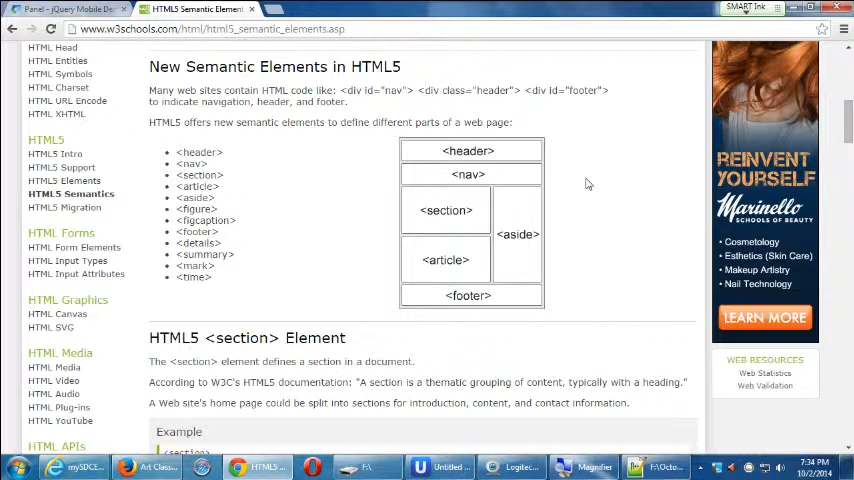 Panel - jQuery Mobile De
HTML5 Semantic Element
SMART Ink
www.w3schools.com/html/html5_semantic_elements.asp
HTML Head
HTML Entities
HTML Symbols
HTML Charset
HTML URL Encode
HTML XHTML
HTML5
HTML5 Intro
HTML5 Support
HTML5 Elements
HTML5 Semantics
HTML5 Migration
HTML Forms
HTML Form Elements
HTML Input Types
HTML Input Attributes
HTML Graphics
HTML Canvas
HTML SVG
HTML Media
HTML Media
HTML Video
HTML Audio
HTML Plug-ins
HTML YouTube
HTML APIs
New Semantic Elements in HTML5
Many web sites contain HTML code like: <div id="nav"> <div class="header"> <div id="footer">
to indicate navigation, header, and footer.
HTML5 offers new semantic elements to define different parts of a web page:
• <header>
• <nav>
• <section>
• <article>
• <aside>
• <figure>
• <figcaption>
• <footer>
• <details>
• <summary>
• <mark>
• <time>
<header>
<nav>
<section>
<aside>
<article>
<footer>
HTML5 <section> Element
The <section> element defines a section in a document.
According to W3C's HTML5 documentation: "A section is a thematic grouping of content, typically with a heading."
A Web site's home page could be split into sections for introduction, content, and contact information.
Example
REINVENT
YOURSELF
Marinello
SCHOOLS OF BEAUTY
• Cosmetology
• Esthetics (Skin Care)
• Makeup Artistry
• Nail Technology
LEARN MORE
WEB RESOURCES
Web Statistics
Web Validation
mySDCE...
Art Class...
HTML5 ...
F:\
Untitled ...
Logitec...
Magnifier
F:\Octo...
7:34 PM
10/2/2014